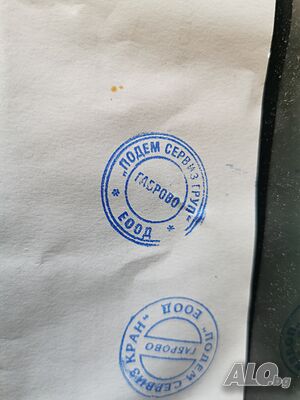 „ПОДЕМ СЕРВИЗ ГРУП"
ГАБРОВО
* ЕООД *
„ПОДЕМ-СЕРВИЗ КРАН"
ГАБРОВО
ЕООД
ALO.bg